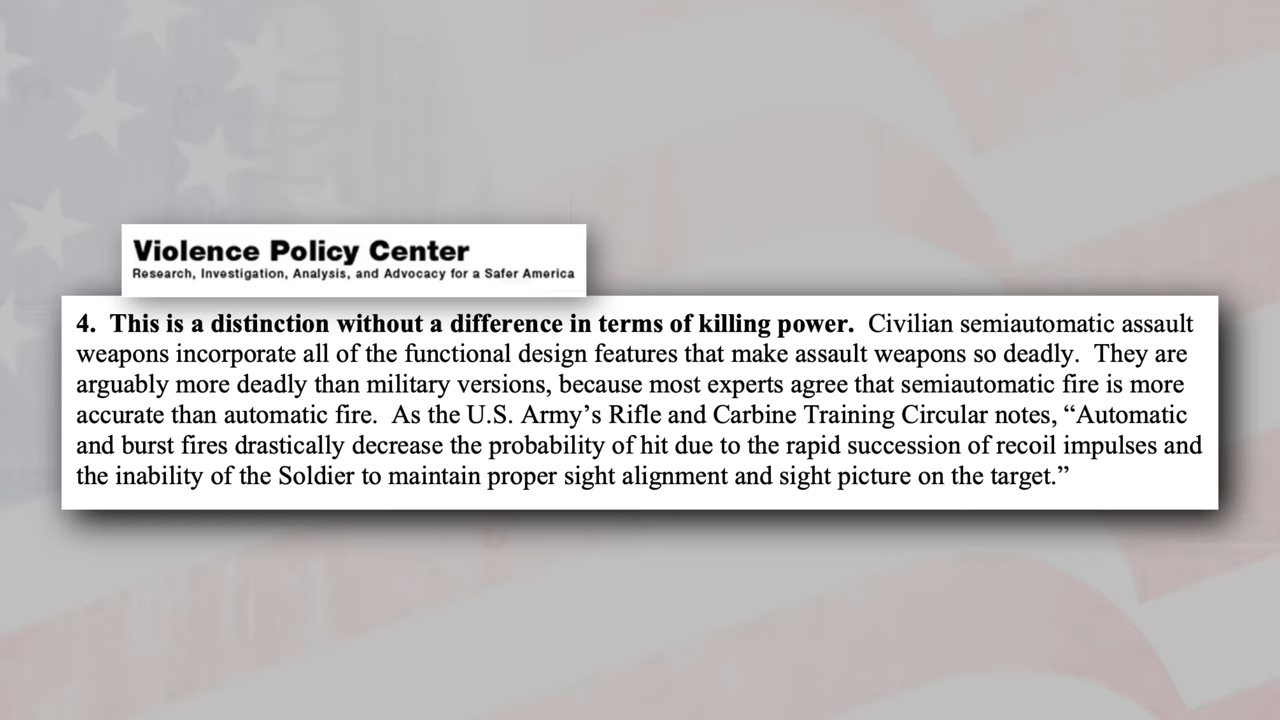 Violence Policy Center
Research, Investigation, Analysis, and Advocacy for a Safer America
4. This is a distinction without a difference in terms of killing power. Civilian semiautomatic assault
weapons incorporate all of the functional design features that make assault weapons so deadly. They are
arguably more deadly than military versions, because most experts agree that semiautomatic fire is more
accurate than automatic fire. As the U.S. Army’s Rifle and Carbine Training Circular notes, “Automatic
and burst fires drastically decrease the probability of hit due to the rapid succession of recoil impulses and
the inability of the Soldier to maintain proper sight alignment and sight picture on the target.”